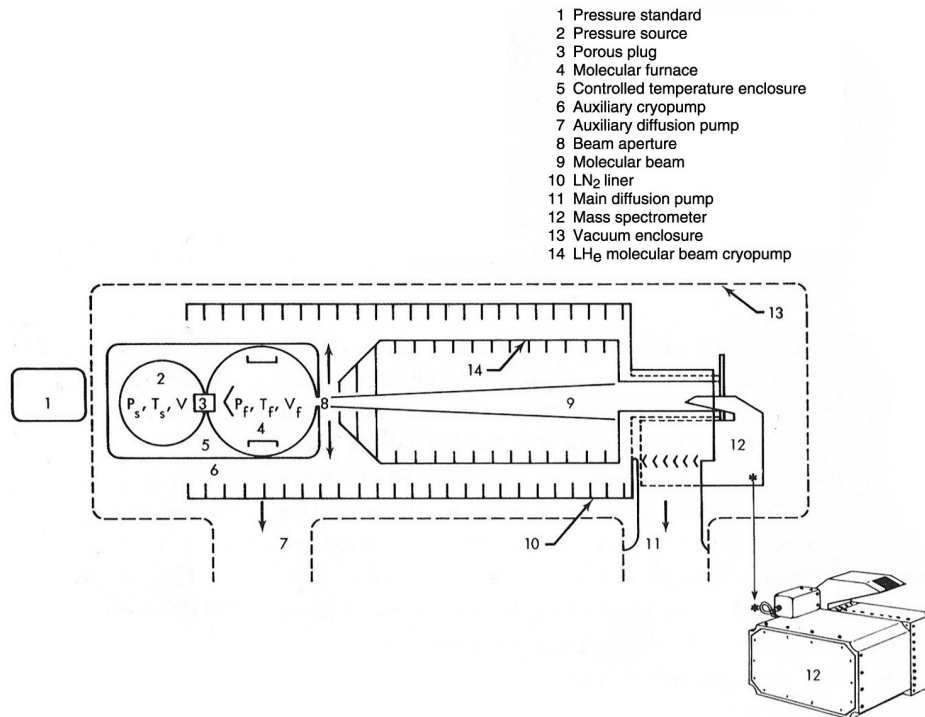 1 Pressure standard
2 Pressure source
3 Porous plug
4 Molecular furnace
5 Controlled temperature enclosure
6 Auxiliary cryopump
7 Auxiliary diffusion pump
8 Beam aperture
9 Molecular beam
10 LN2 liner
11 Main diffusion pump
12 Mass spectrometer
13 Vacuum enclosure
14 LHe molecular beam cryopump
13
14
2
1
Ps, Ts, V
3
Pf, Tf, Vf
8
9
4
5
12
6
7
10
11
12